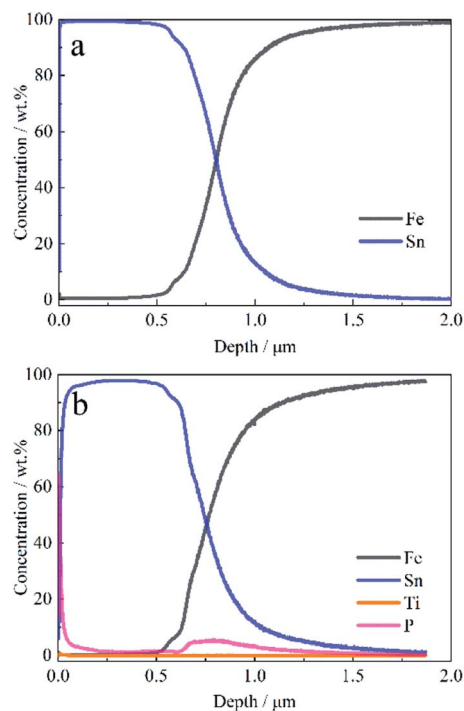 a
100
80
60
40
20
0
Concentration / wt.%
Fe
Sn
0.0 0.5 1.0 1.5 2.0
Depth / μm
b
100
80
60
40
20
0
Concentration / wt.%
Fe
Sn
Ti
P
0.0 0.5 1.0 1.5 2.0
Depth / μm